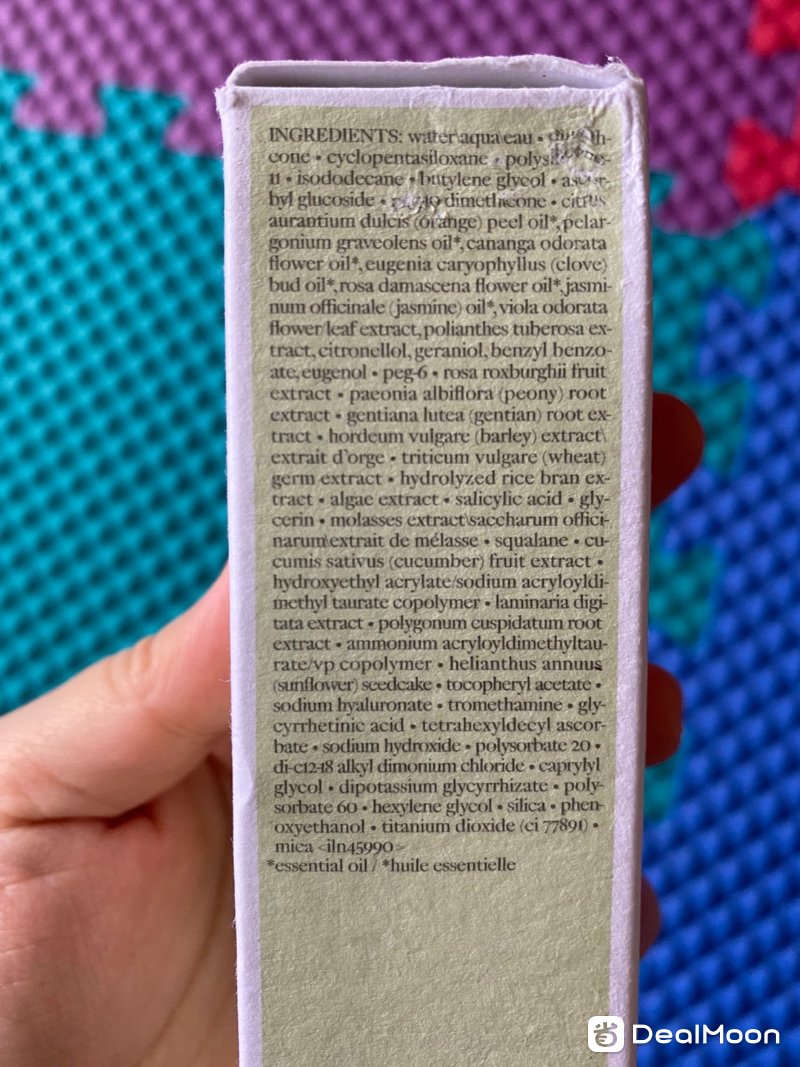 INGREDIENTS: water\aqua\eau •
cone • cyclopentasiloxane •
11 • isododecane • butylene glycol •
byl glucoside • dimethicone • citrus
aurantium dulcis (orange) peel oil*, pelar-
gonium graveolens oil*, cananga odorata
flower oil*, eugenia caryophyllus (clove)
bud oil*, rosa damascena flower oil*, jasmi-
num officinale (jasmine) oil*, viola odorata
flower/leaf extract, polianthes tuberosa ex-
tract, citronellol, geraniol, benzyl benzo-
ate, eugenol • peg-6 • rosa roxburghii fruit
extract • paeonia albiflora (peony) root
extract • gentiana lutea (gentian) root ex-
tract • hordeum vulgare (barley) extract\
extrait d'orge • triticum vulgare (wheat)
germ extract • hydrolyzed rice bran ex-
tract • algae extract • salicylic acid • gly-
cerin • molasses extract\saccharum offici-
narum\extrait de mélasse • squalane • cu-
cumis sativus (cucumber) fruit extract •
hydroxyethyl acrylate/sodium acryloyldi-
methyl taurate copolymer • laminaria digi-
tata extract • polygonum cuspidatum root
extract • ammonium acryloyldimethyltau-
rate/vp copolymer • helianthus annuus
(sunflower) seedcake • tocopheryl acetate •
sodium hyaluronate • tromethamine • gly-
cyrrhetinic acid • tetrahexyldecyl ascor-
bate • sodium hydroxide • polysorbate 20 •
di-c12-18 alkyl dimonium chloride • caprylyl
glycol • dipotassium glycyrrhizate • poly-
sorbate 60 • hexylene glycol • silica • phen-
oxyethanol • titanium dioxide (ci 77891) •
mica <iln45990>
*essential oil / *huile essentielle
DealMoon